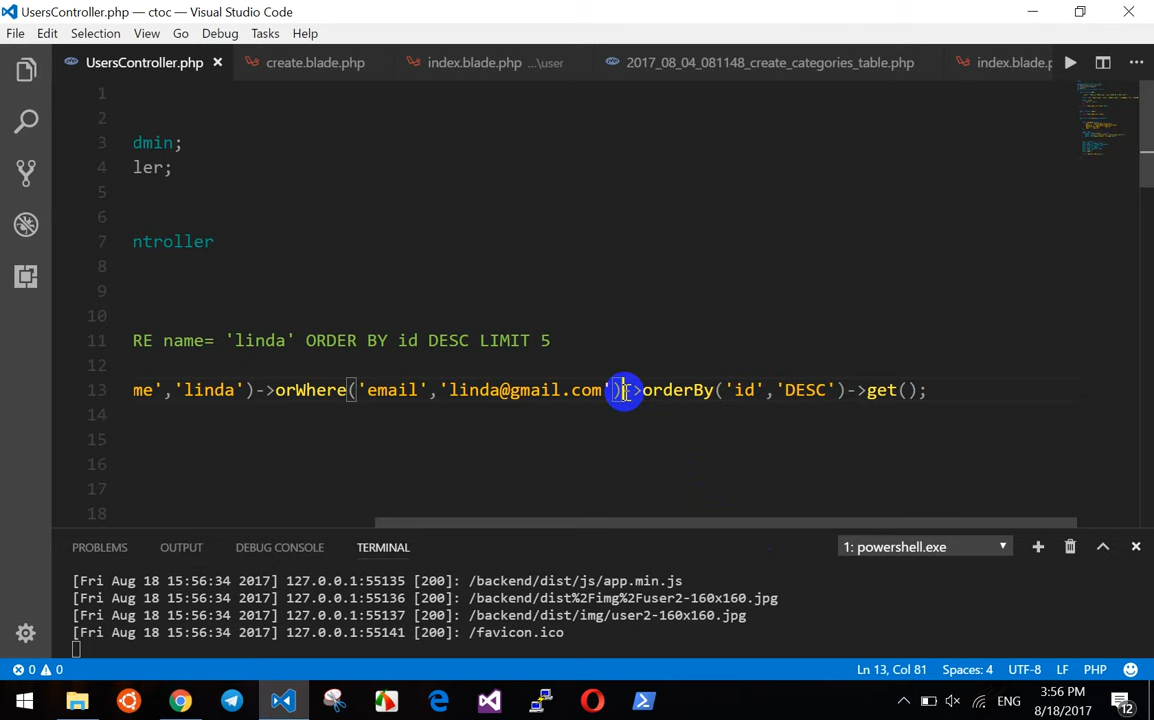 UsersController.php — ctoc — Visual Studio Code
File Edit Selection View Go Debug Tasks Help
UsersController.php create.blade.php index.blade.php ...\user 2017_08_04_081148_create_categories_table.php index.blade.p
1
2
3 dmin;
4 ler;
5
6
7 ntroller
8
9
10
11 RE name= 'linda' ORDER BY id DESC LIMIT 5
12
13 me','linda')->orWhere('email','linda@gmail.com')->orderBy('id','DESC')->get();
14
15
16
17
18
PROBLEMS OUTPUT DEBUG CONSOLE TERMINAL 1: powershell.exe
[Fri Aug 18 15:56:34 2017] 127.0.0.1:55135 [200]: /backend/dist/js/app.min.js
[Fri Aug 18 15:56:34 2017] 127.0.0.1:55136 [200]: /backend/dist%2Fimg%2Fuser2-160x160.jpg
[Fri Aug 18 15:56:34 2017] 127.0.0.1:55137 [200]: /backend/dist/img/user2-160x160.jpg
[Fri Aug 18 15:56:34 2017] 127.0.0.1:55141 [200]: /favicon.ico
0 0 Ln 13, Col 81 Spaces: 4 UTF-8 LF PHP
ENG 3:56 PM
8/18/2017 12